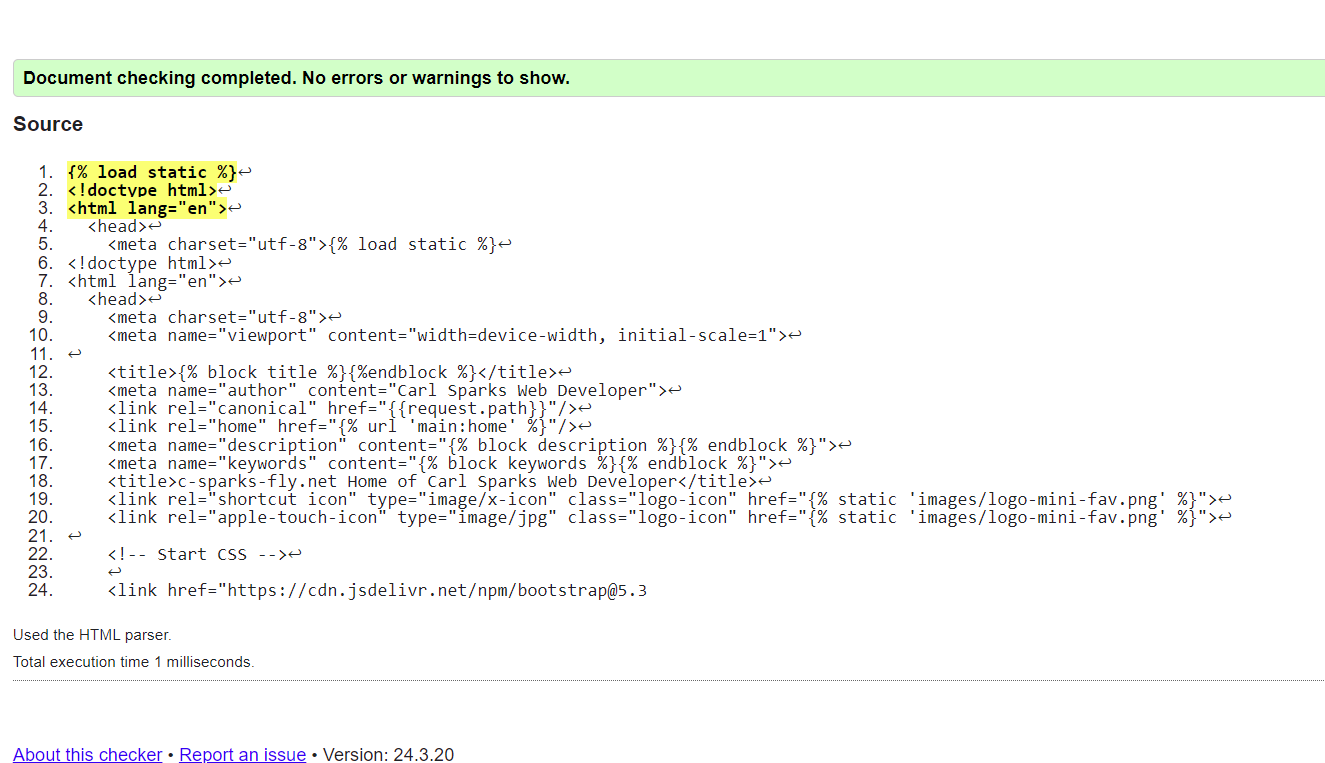 Document checking completed. No errors or warnings to show.
Source
1. {% load static %}↩
2. <!doctype html>↩
3. <html lang="en">↩
4.   <head>↩
5.     <meta charset="utf-8">{% load static %}↩
6. <!doctype html>↩
7. <html lang="en">↩
8.   <head>↩
9.     <meta charset="utf-8">↩
10.     <meta name="viewport" content="width=device-width, initial-scale=1">↩
11. ↩
12.     <title>{% block title %}{%endblock %}</title>↩
13.     <meta name="author" content="Carl Sparks Web Developer">↩
14.     <link rel="canonical" href="{{request.path}}"/>↩
15.     <link rel="home" href="{% url 'main:home' %}"/>↩
16.     <meta name="description" content="{% block description %}{% endblock %}">↩
17.     <meta name="keywords" content="{% block keywords %}{% endblock %}">↩
18.     <title>c-sparks-fly.net Home of Carl Sparks Web Developer</title>↩
19.     <link rel="shortcut icon" type="image/x-icon" class="logo-icon" href="{% static 'images/logo-mini-fav.png' %}">↩
20.     <link rel="apple-touch-icon" type="image/jpg" class="logo-icon" href="{% static 'images/logo-mini-fav.png' %}">↩
21. ↩
22.     <!-- Start CSS -->↩
23.     ↩
24.     <link href="https://cdn.jsdelivr.net/npm/bootstrap@5.3
Used the HTML parser.
Total execution time 1 milliseconds.
About this checker • Report an issue • Version: 24.3.20